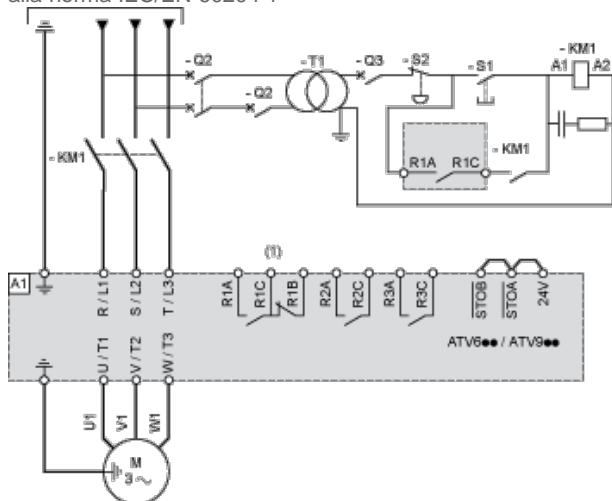 alla norma IEC/EN 60204-1
- Q2
- T1
- Q3
- S2
- S1
- KM1
A1
A2
- Q2
- KM1
R1A
R1C
- KM1
(1)
A1
R / L1
S / L2
T / L3
R1A
R1C
R1B
R2A
R2C
R3A
R3C
STOB
STOA
24V
U / T1
V / T2
W / T3
ATV6●● / ATV9●●
U1
V1
W1
M
3 ~